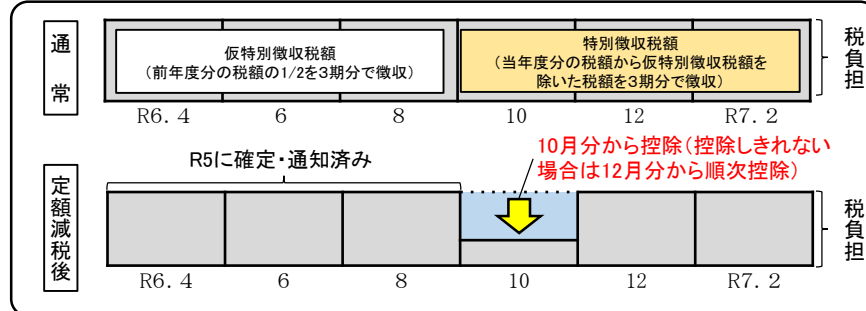 通常
仮特別徴収税額
(前年度分の税額の1/2を3期分で徴収)
特別徴収税額
(当年度分の税額から仮特別徴収税額を
除いた税額を3期分で徴収)
税負担
R6.4 6 8 10 12 R7.2
R5に確定・通知済み
10月分から控除(控除しきれない
場合は12月分から順次控除)
定額減税後
税負担
R6.4 6 8 10 12 R7.2